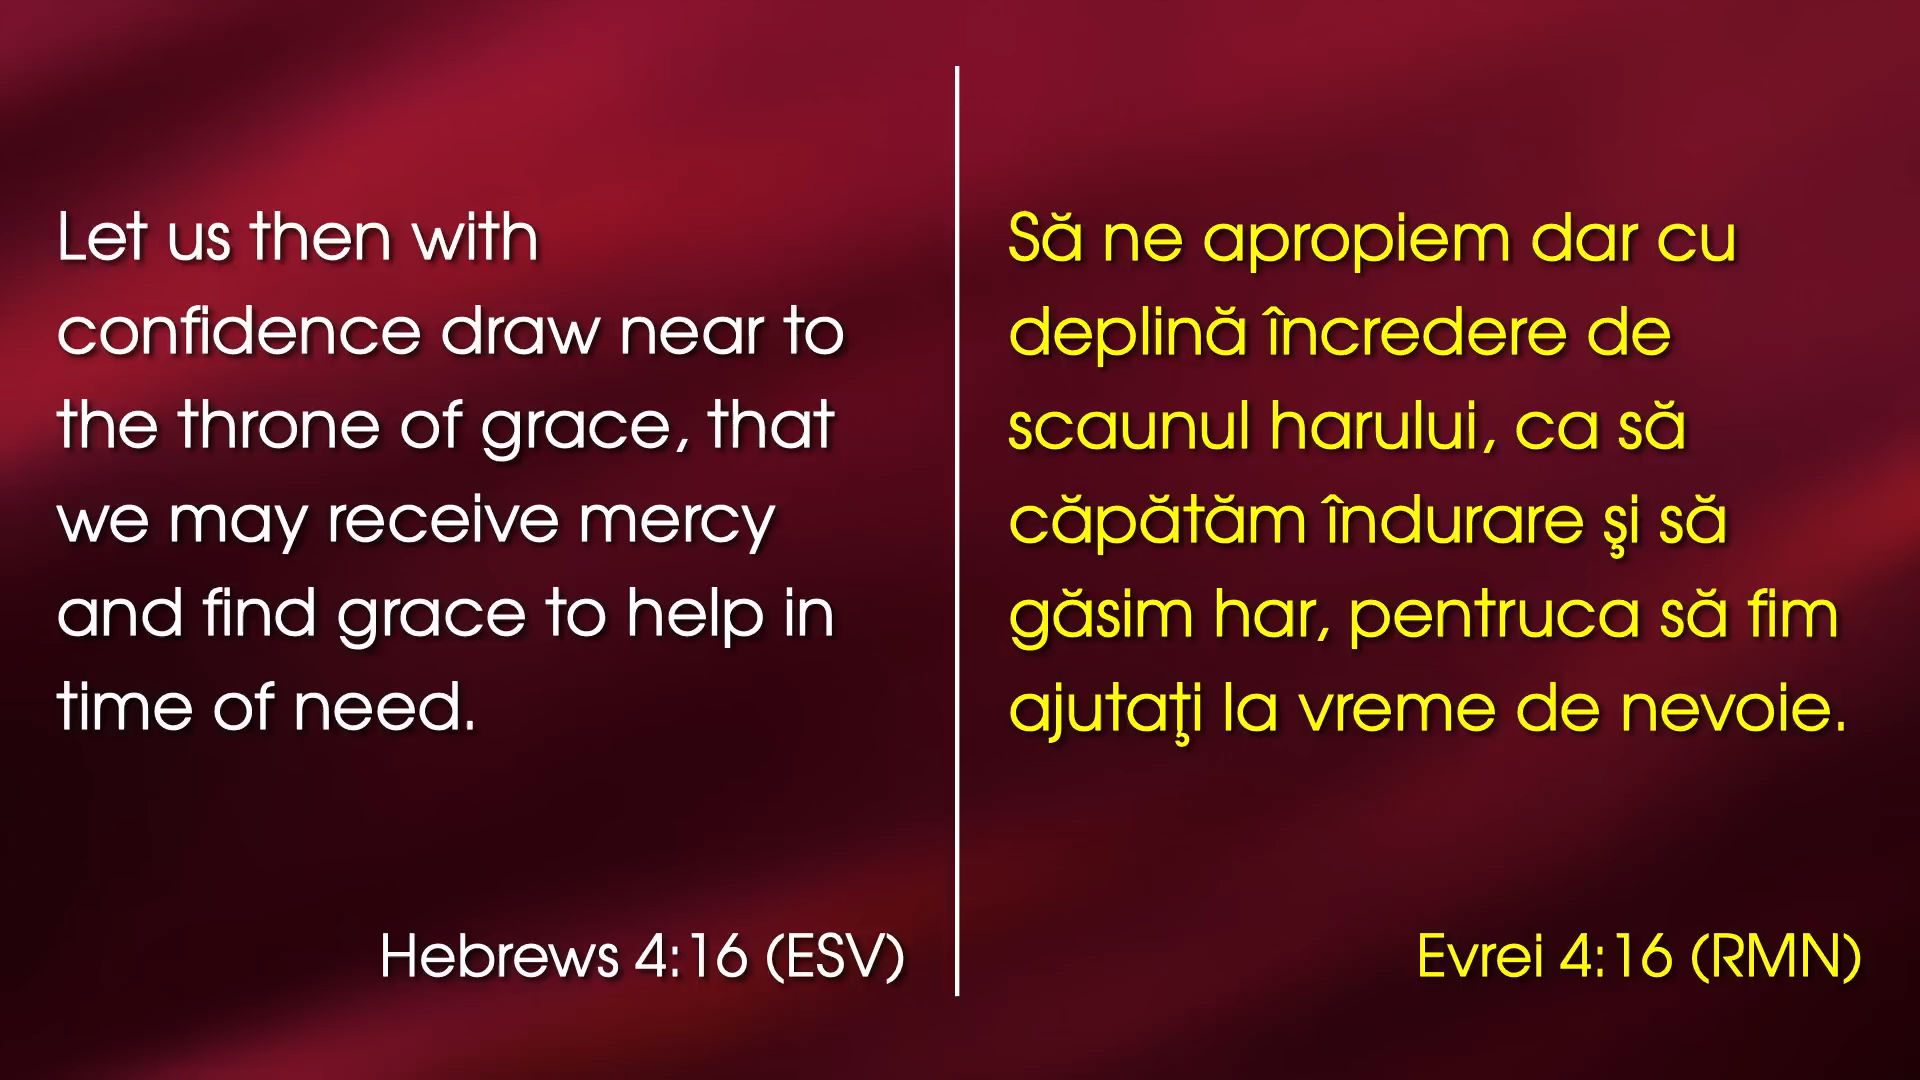 Let us then with
confidence draw near to
the throne of grace, that
we may receive mercy
and find grace to help in
time of need.
Hebrews 4:16 (ESV)
Să ne apropiem dar cu
deplină încredere de
scaunul harului, ca să
căpătăm îndurare şi să
găsim har, pentruca să fim
ajutaţi la vreme de nevoie.
Evrei 4:16 (RMN)